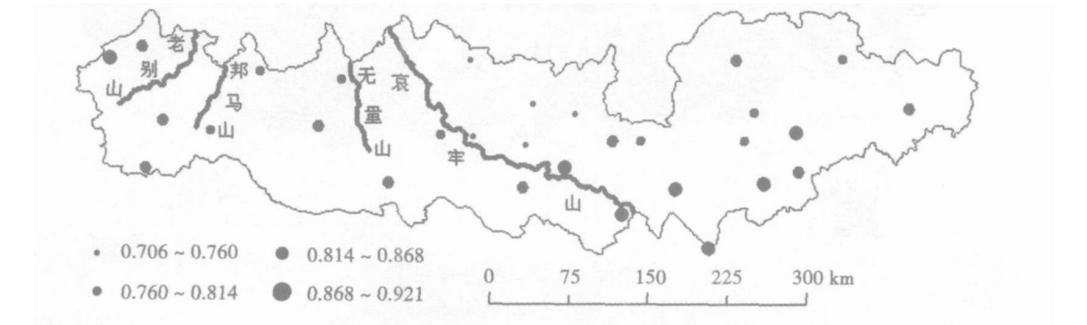 老
别
山
邦
马
山
无
量
山
哀
牢
山
0.706 ~ 0.760
0.760 ~ 0.814
0.814 ~ 0.868
0.868 ~ 0.921
0 75 150 225 300 km